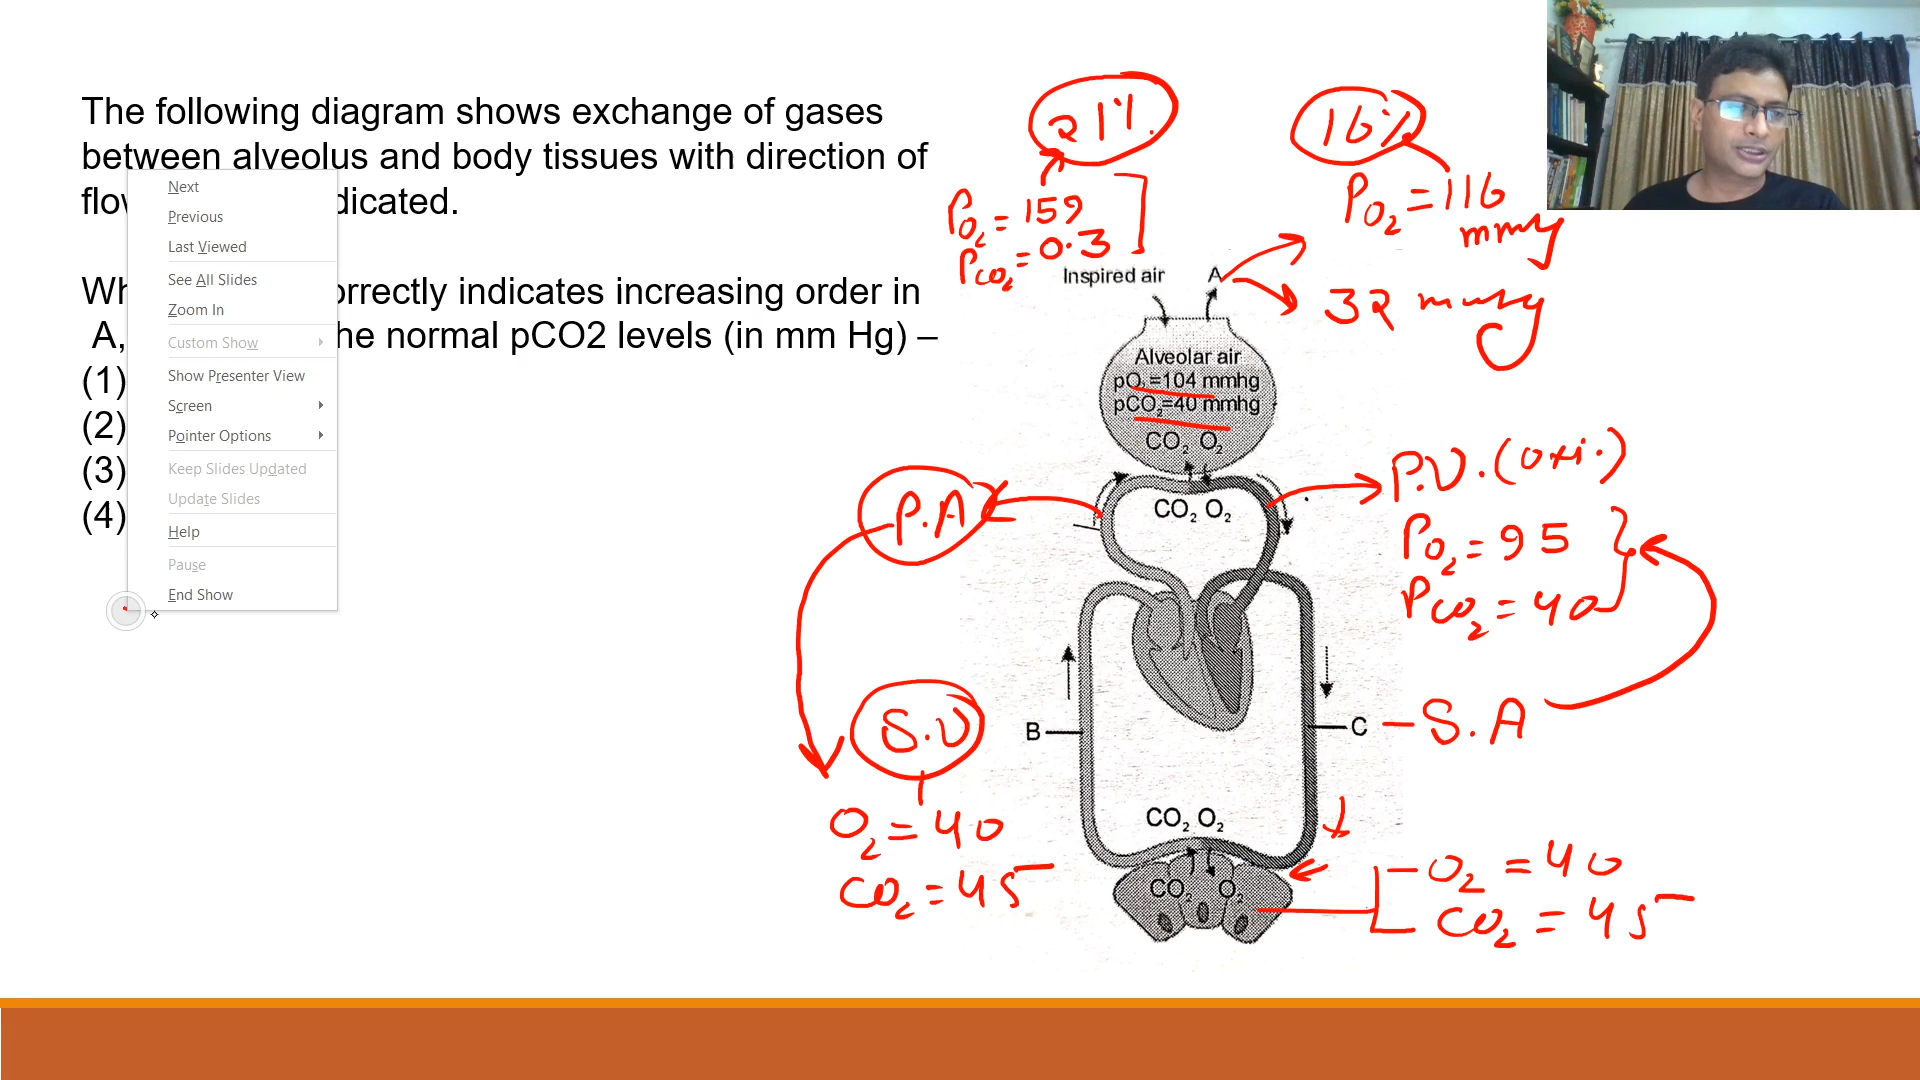 The following diagram shows exchange of gases
between alveolus and body tissues with direction of
flo dicated.
Wh orrectly indicates increasing order in
A, he normal pCO2 levels (in mm Hg) –
(1)
(2)
(3)
(4)
Next
Previous
Last Viewed
See All Slides
Zoom In
Custom Show
Show Presenter View
Screen
Pointer Options
Keep Slides Updated
Update Slides
Help
Pause
End Show
21%
16%
PO2 = 159
PCO2 = 0.3
PO2 = 116
mmHg
32 mmHg
Inspired air
A
Alveolar air
pO2=104 mmhg
pCO2=40 mmhg
CO2 O2
CO2 O2
P.A
P.V. (oxi.)
PO2 = 95
PCO2 = 40
S.V
B
C – S.A
O2 = 40
CO2 = 45
CO2 O2
CO2 O2
O2 = 40
CO2 = 45